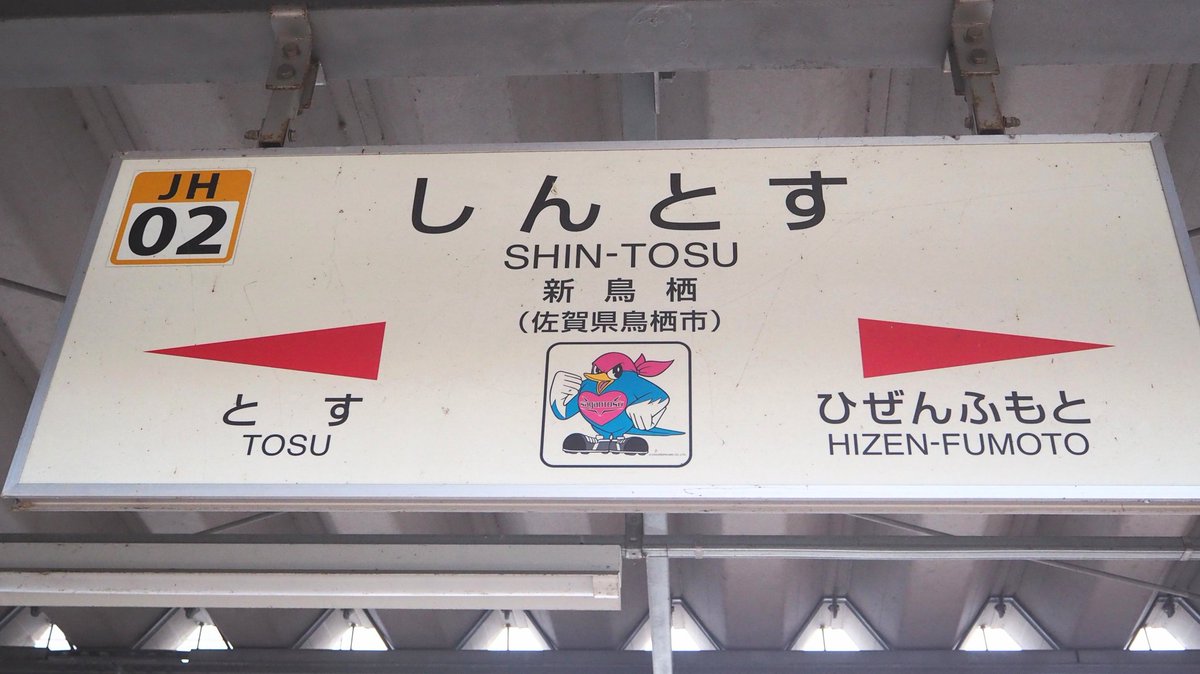 JH
02
しんとす
SHIN-TOSU
新鳥栖
（佐賀県鳥栖市）
とす
TOSU
sagantosu
ひぜんふもと
HIZEN-FUMOTO